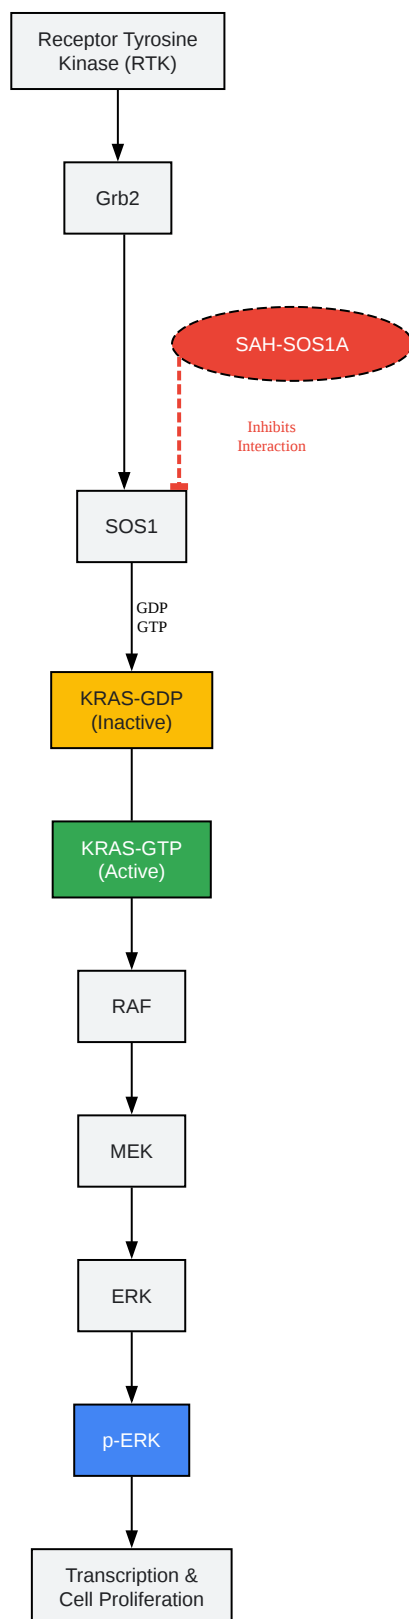 Receptor Tyrosine
Kinase (RTK)
Grb2
SAH-SOS1A
Inhibits
Interaction
SOS1
GDP
GTP
KRAS-GDP
(Inactive)
KRAS-GTP
(Active)
RAF
MEK
ERK
p-ERK
Transcription &
Cell Proliferation